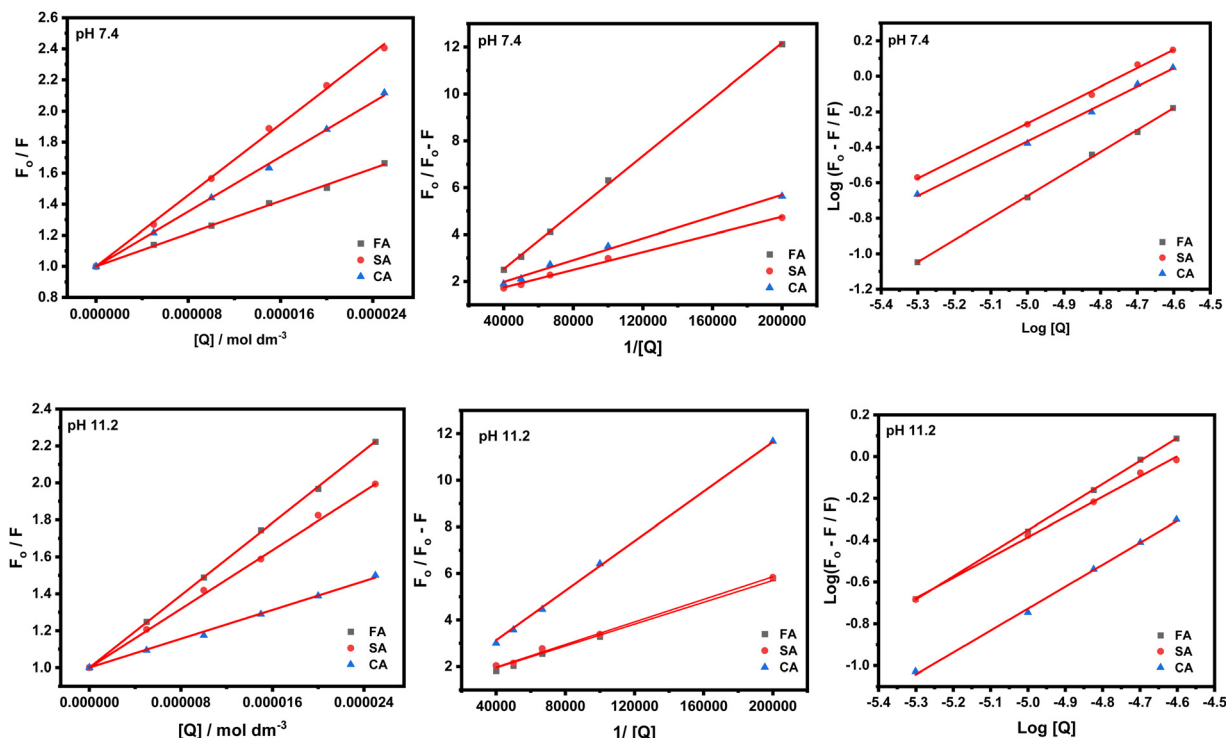 pH 7.4
2.6
2.4
2.2
2.0
1.8
1.6
1.4
1.2
1.0
0.8
Fo / F
FA
SA
CA
0.000000
0.000008
0.000016
0.000024
[Q] / mol dm-3
pH 7.4
12
10
8
6
4
2
Fo / Fo- F
FA
SA
CA
40000
80000
120000
160000
200000
1/[Q]
pH 7.4
0.4
0.2
0.0
-0.2
-0.4
-0.6
-0.8
-1.0
-1.2
Log (Fo - F / F)
FA
SA
CA
-5.4
-5.3
-5.2
-5.1
-5.0
-4.9
-4.8
-4.7
-4.6
-4.5
Log [Q]
pH 11.2
2.4
2.2
2.0
1.8
1.6
1.4
1.2
1.0
Fo / F
FA
SA
CA
0.000000
0.000008
0.000016
0.000024
[Q] / mol dm-3
pH 11.2
12
10
8
6
4
2
Fo / Fo - F
FA
SA
CA
40000
80000
120000
160000
200000
1/ [Q]
pH 11.2
0.2
0.0
-0.2
-0.4
-0.6
-0.8
-1.0
Log(Fo - F / F)
FA
SA
CA
-5.4
-5.3
-5.2
-5.1
-5.0
-4.9
-4.8
-4.7
-4.6
-4.5
Log [Q]